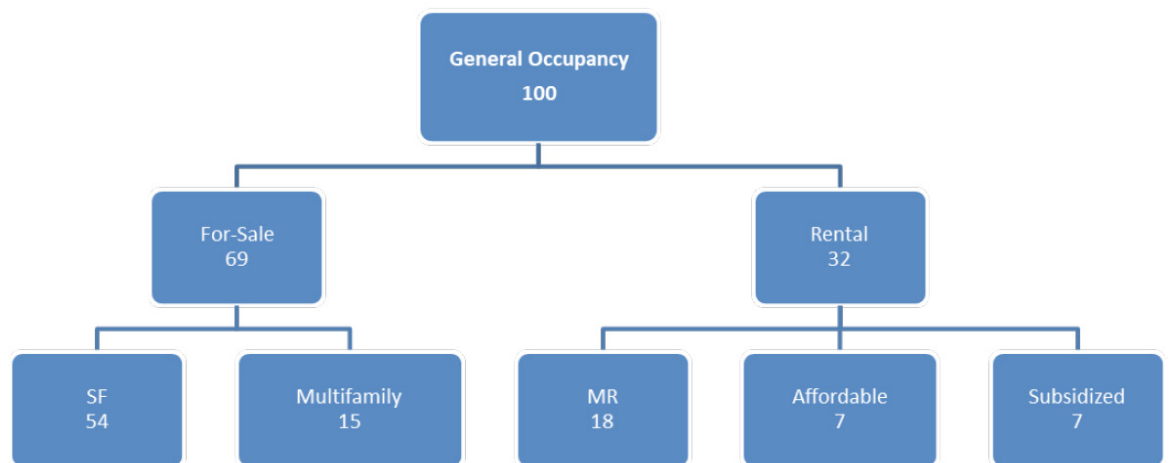 General Occupancy
100
For-Sale
69
Rental
32
SF
54
Multifamily
15
MR
18
Affordable
7
Subsidized
7